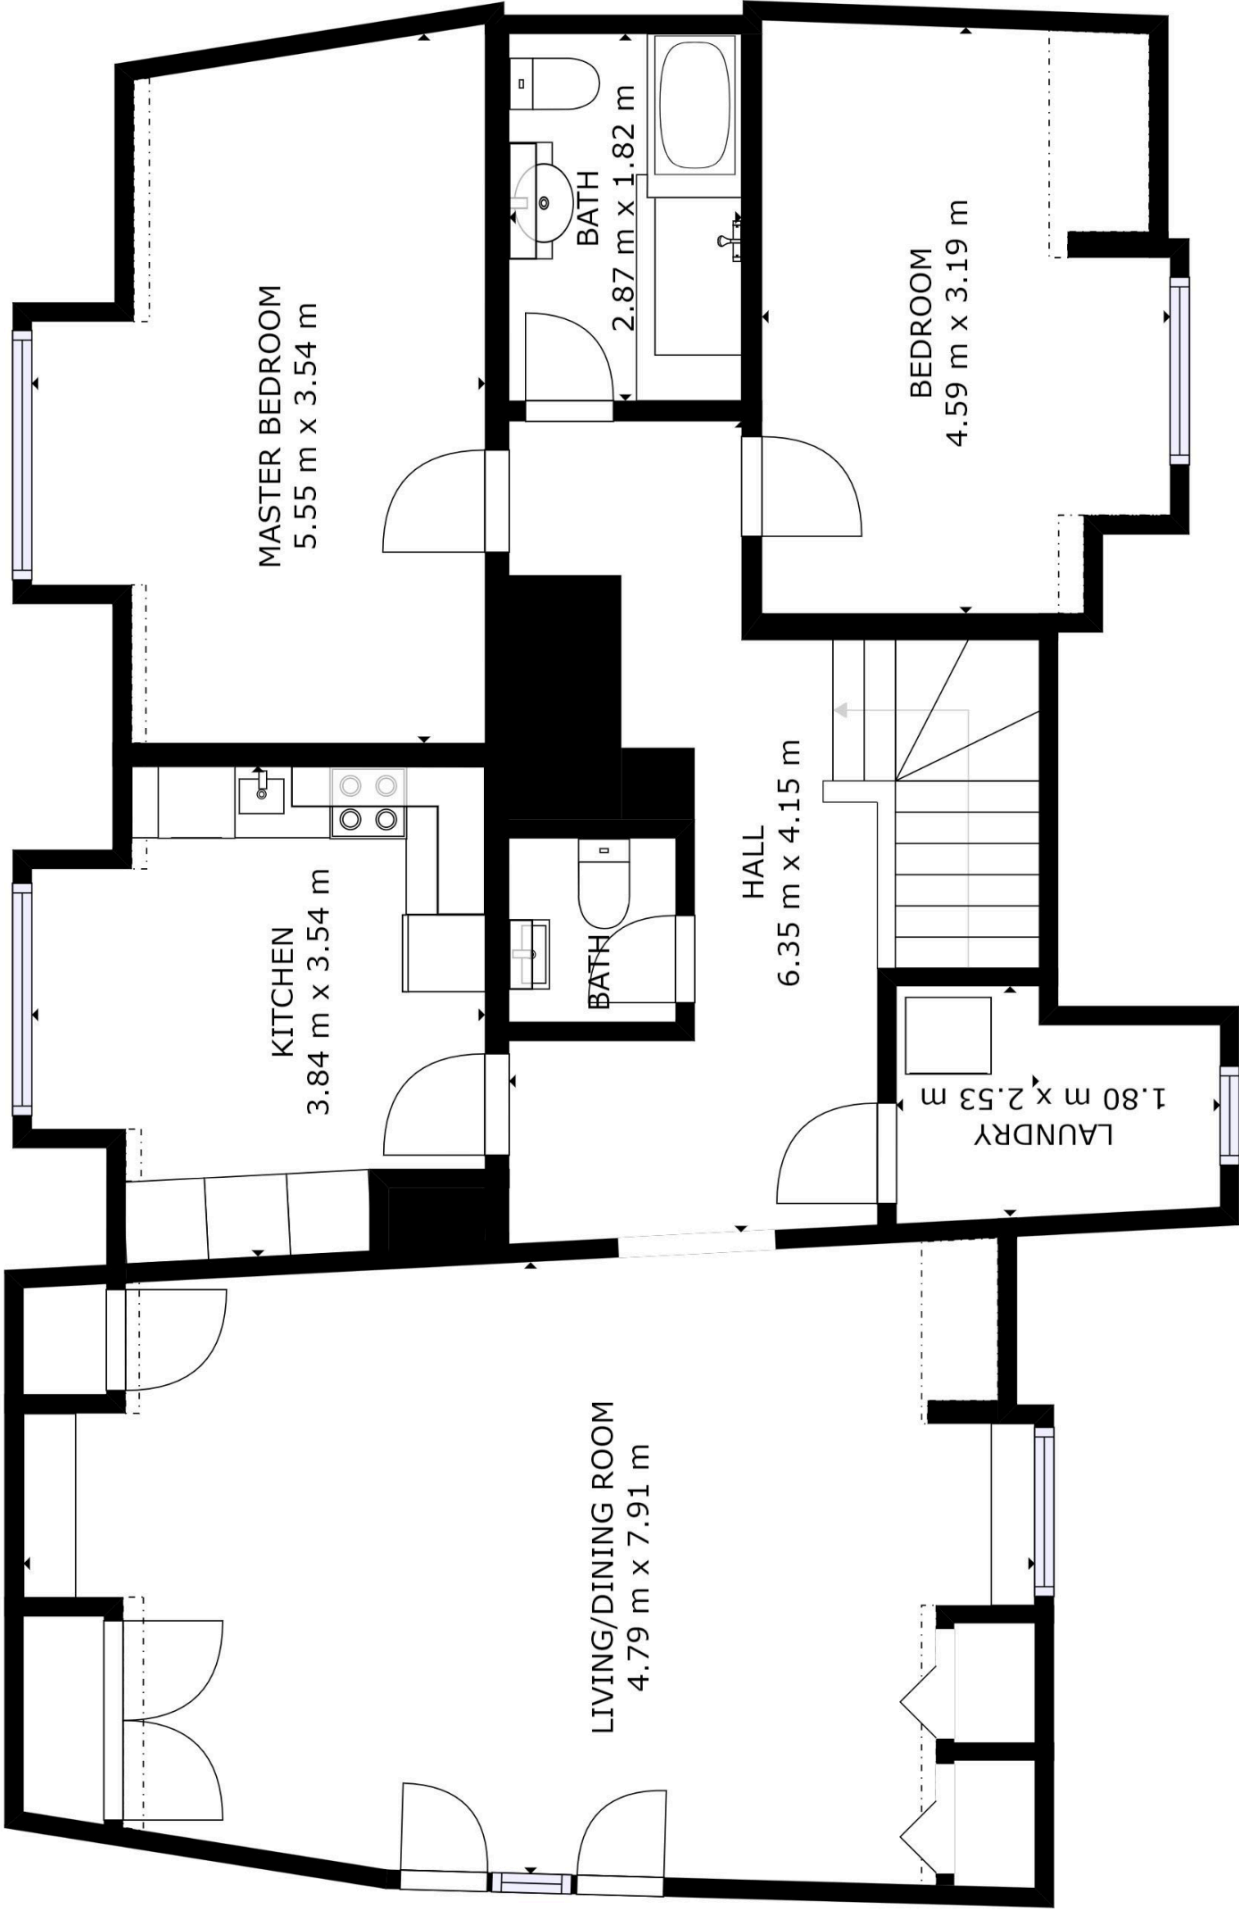 MASTER BEDROOM
5.55 m x 3.54 m
BATH
2.87 m x 1.82 m
BEDROOM
4.59 m x 3.19 m
KITCHEN
3.84 m x 3.54 m
BATH
HALL
6.35 m x 4.15 m
LAUNDRY
1.80 m x 2.53 m
LIVING/DINING ROOM
4.79 m x 7.91 m